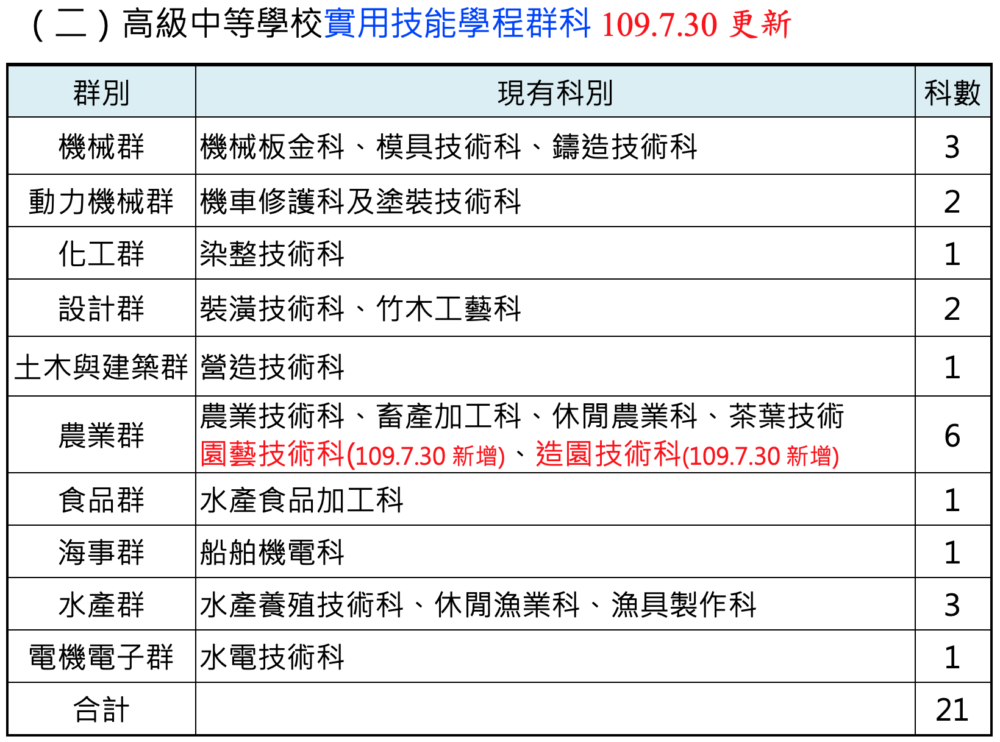 (二)高級中等學校實用技能學程群科 109.7.30 更新
群別 現有科別 科數
機械群 機械板金科、模具技術科、鑄造技術科 3
動力機械群 機車修護科及塗裝技術科 2
化工群 染整技術科 1
設計群 裝潢技術科、竹木工藝科 2
土木與建築群 營造技術科 1
農業群 農業技術科、畜產加工科、休閒農業科、茶葉技術 6
園藝技術科(109.7.30 新增)、造園技術科(109.7.30 新增)
食品群 水產食品加工科 1
海事群 船舶機電科 1
水產群 水產養殖技術科、休閒漁業科、漁具製作科 3
電機電子群 水電技術科 1
合計 21